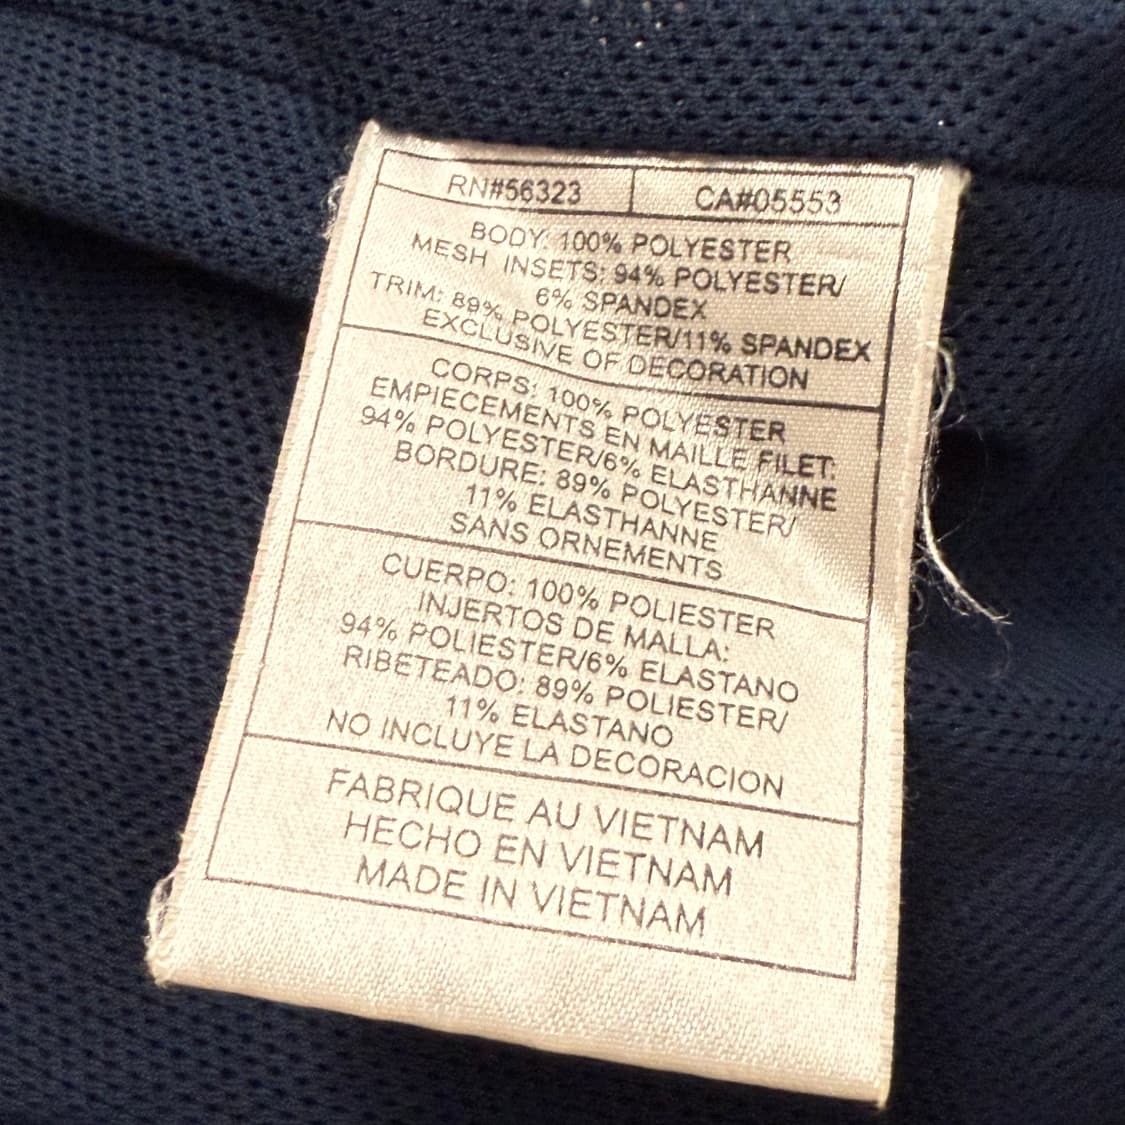 RN#56323 CA#05553
BODY: 100% POLYESTER
MESH INSETS: 94% POLYESTER/
6% SPANDEX
TRIM: 89% POLYESTER/11% SPANDEX
EXCLUSIVE OF DECORATION
CORPS: 100% POLYESTER
EMPIECEMENTS EN MAILLE FILET:
94% POLYESTER/6% ELASTHANNE
BORDURE: 89% POLYESTER/
11% ELASTHANNE
SANS ORNEMENTS
CUERPO: 100% POLIESTER
INJERTOS DE MALLA:
94% POLIESTER/6% ELASTANO
RIBETEADO: 89% POLIESTER/
11% ELASTANO
NO INCLUYE LA DECORACION
FABRIQUE AU VIETNAM
HECHO EN VIETNAM
MADE IN VIETNAM